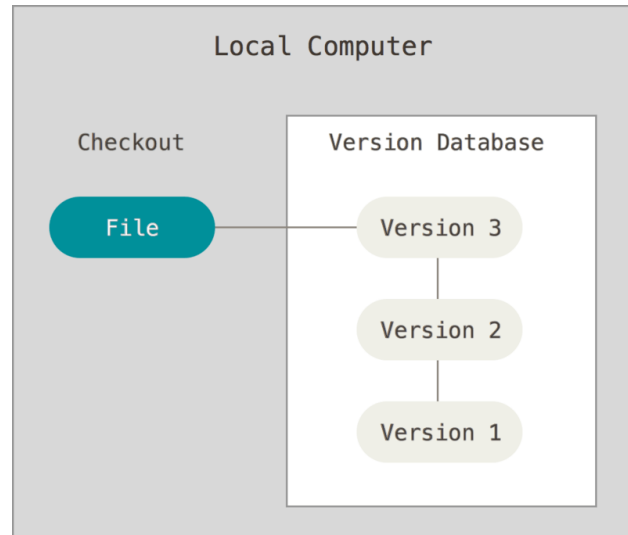 Local Computer
Checkout
Version Database
File
Version 3
Version 2
Version 1